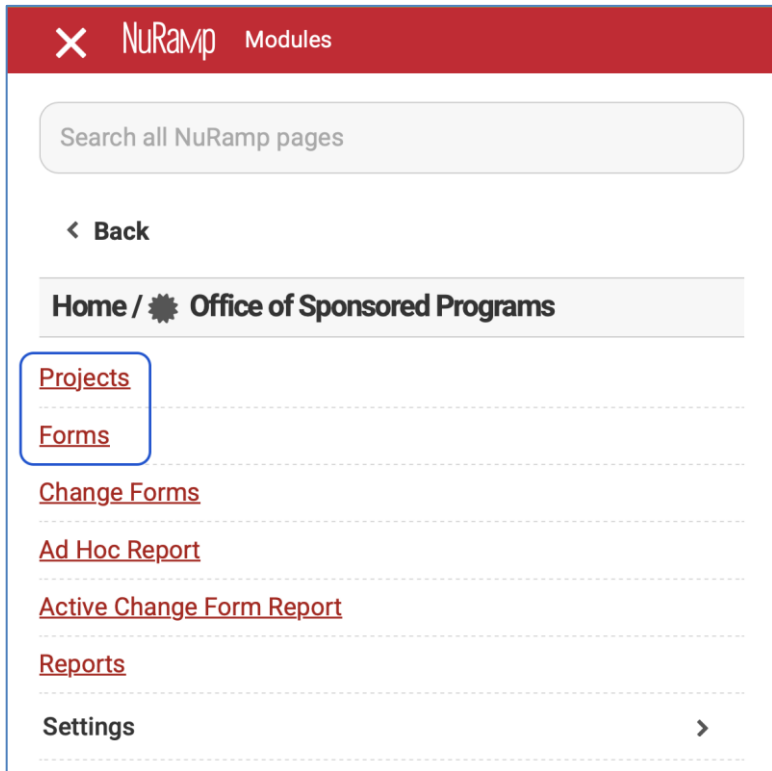 NuRamp Modules
Search all NuRamp pages
Back
Home / Office of Sponsored Programs
Projects
Forms
Change Forms
Ad Hoc Report
Active Change Form Report
Reports
Settings